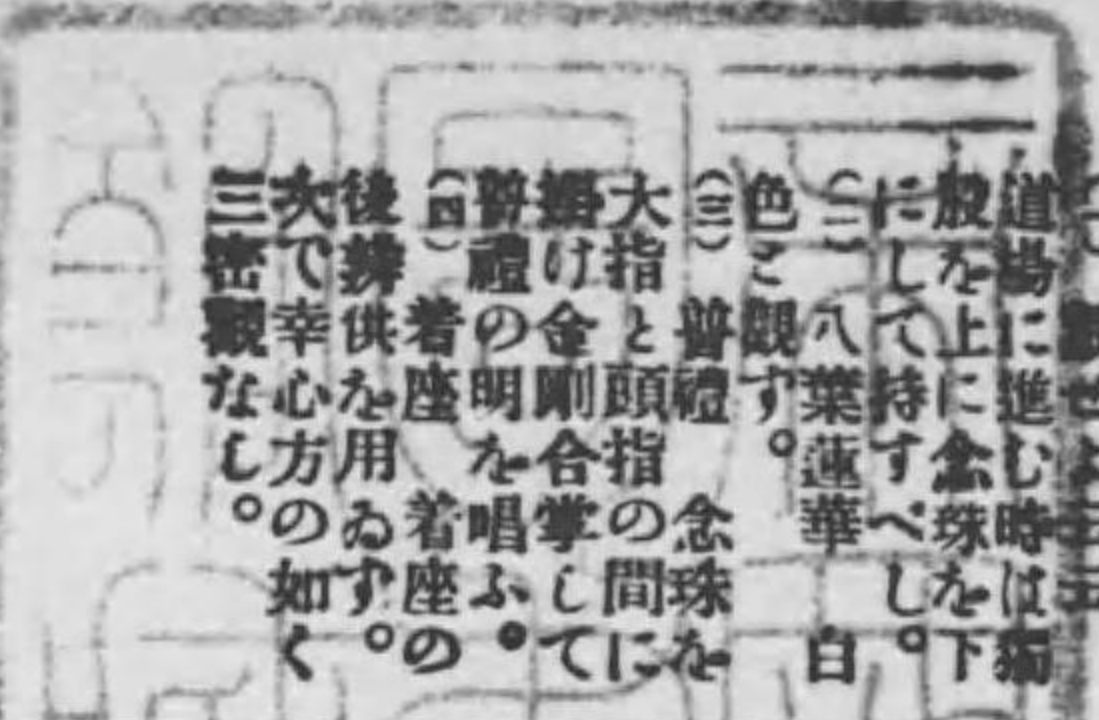 道場に進む時は獨
股を上に念珠を下
にして持すべし。
(二) 八葉蓮華 白
色と觀す。
(三) 普禮 念珠を
大指と頭指の間に
掛け金剛合掌して
普禮の明を唱ふ。
(四) 着座 着座の
後辨供を用ゐず。
次で幸心方の如く
三密觀なし。